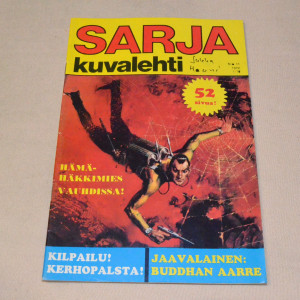 SARJA
kuvalehti
52
sivua!
HÄMÄ-
HÄKKIMIES
VAUHDISSA!
KILPAILU!
KERHOPALSTA!
JAAVALAINEN:
BUDDHAN AARRE